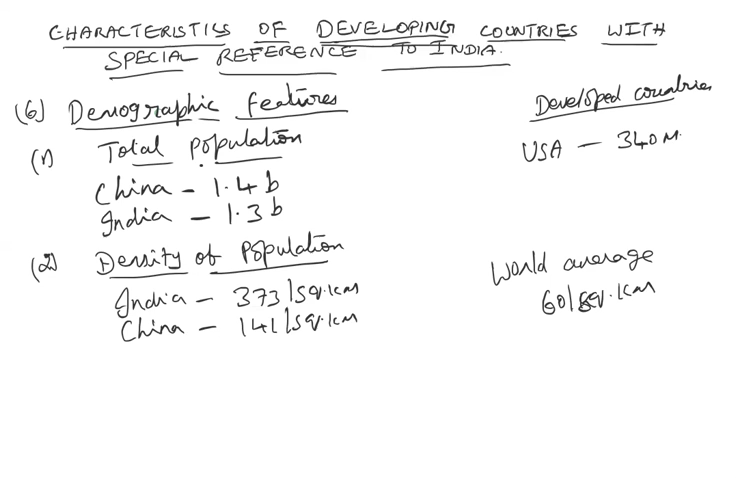 CHARACTERISTICS OF DEVELOPING COUNTRIES WITH
SPECIAL REFERENCE TO INDIA.
(6) Demographic features
Developed countries
(1) Total population
USA - 340 M.
China - 1.4 b
India - 1.3 b
(2) Density of population
World average
India - 373/sq.km
60/sq.km
China - 141/sq.km